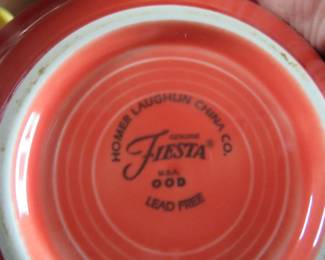 HOMER LAUGHLIN CHINA CO.
GENUINE
FIESTA®
U.S.A.
OOD
LEAD FREE